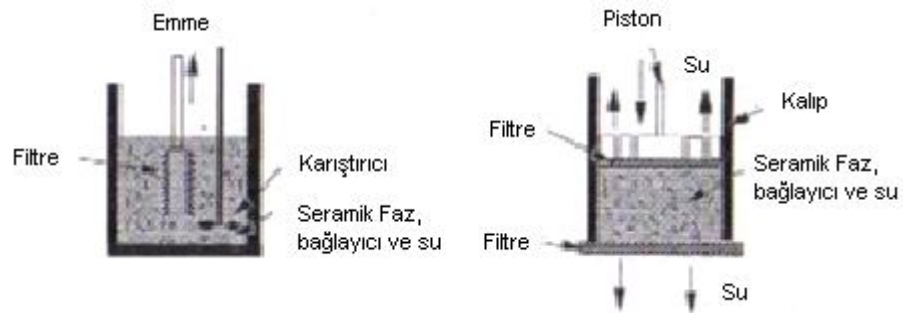 Emme
Filtre
Karıştırıcı
Seramik Faz,
bağlayıcı ve su
Piston
Su
Kalıp
Filtre
Seramik Faz,
bağlayıcı ve su
Filtre
Su